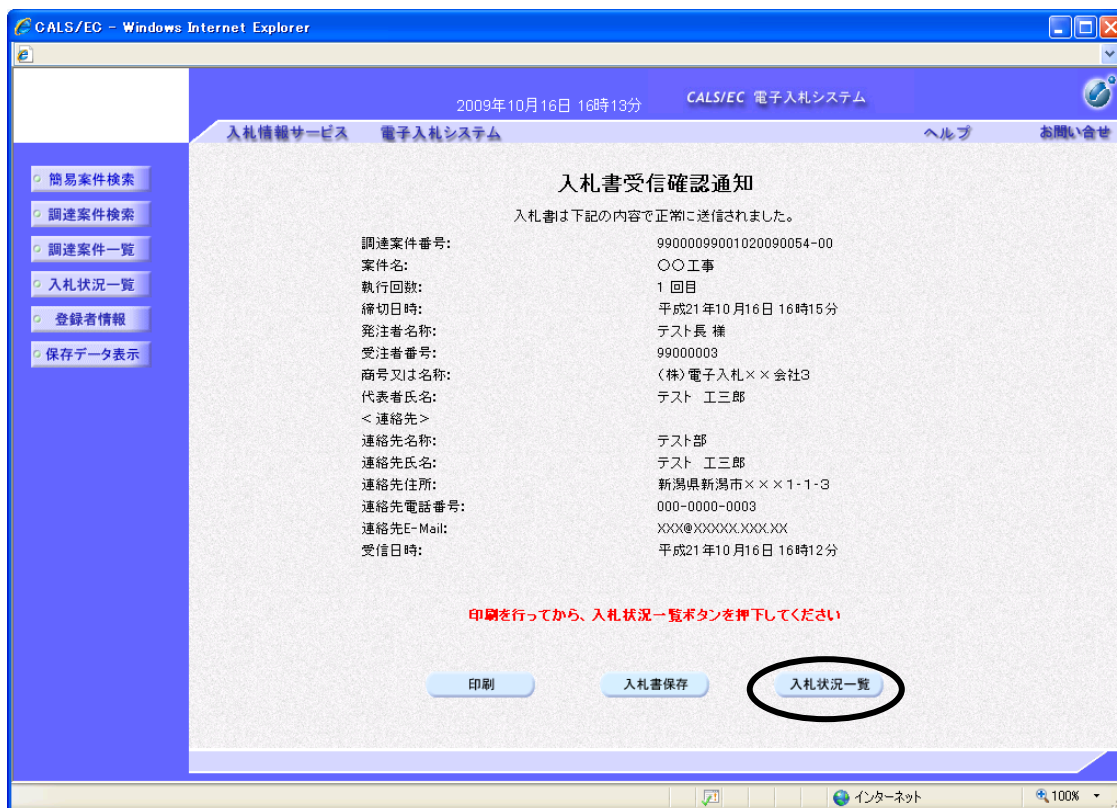 CALS/EC - Windows Internet Explorer
2009年10月16日 16時13分 CALS/EC 電子入札システム
入札情報サービス 電子入札システム ヘルプ お問い合せ
簡易案件検索
調達案件検索
調達案件一覧
入札状況一覧
登録者情報
保存データ表示
入札書受信確認通知
入札書は下記の内容で正常に送信されました。
調達案件番号: 99000099001020090054-00
案件名: 〇〇工事
執行回数: 1 回目
締切日時: 平成21年10月16日 16時15分
発注者名称: テスト長 様
受注者番号: 99000003
商号又は名称: (株)電子入札××会社3
代表者氏名: テスト 工三郎
<連絡先>
連絡先名称: テスト部
連絡先氏名: テスト 工三郎
連絡先住所: 新潟県新潟市×××1-1-3
連絡先電話番号: 000-0000-0003
連絡先E-Mail: XXX@XXXXX.XXX.XX
受信日時: 平成21年10月16日 16時12分
印刷を行ってから、入札状況一覧ボタンを押下してください
印刷 入札書保存 入札状況一覧
インターネット 100%